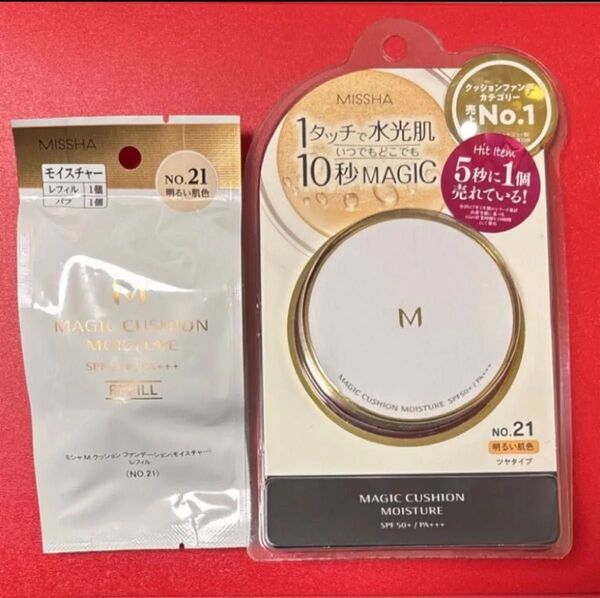 MISSHA
モイスチャー
レフィル 1個
パフ 1個
NO.21
明るい肌色
M
MAGIC CUSHION
MOISTURE
REFILL
ミシャ M クッション ファンデーション(モイスチャー)
レフィル
(NO.21)
MISSHA
1タッチで水光肌
いつでもどこでも
10秒MAGIC
クッションファンデ
カテゴリー
No.1
Hit Item
5秒に1個
売れている!
M
MAGIC CUSHION MOISTURE SPF50+ / PA+++
NO.21
明るい肌色
ツヤタイプ
MAGIC CUSHION
MOISTURE
SPF 50+ / PA+++